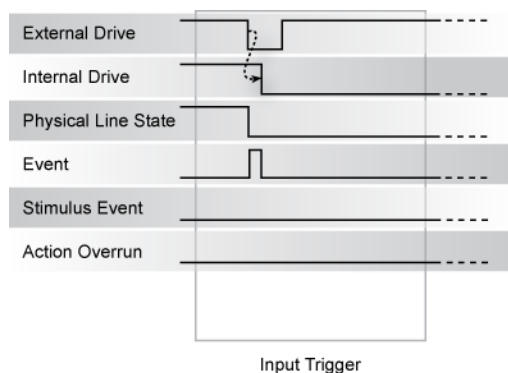 External Drive
Internal Drive
Physical Line State
Event
Stimulus Event
Action Overrun
Input Trigger